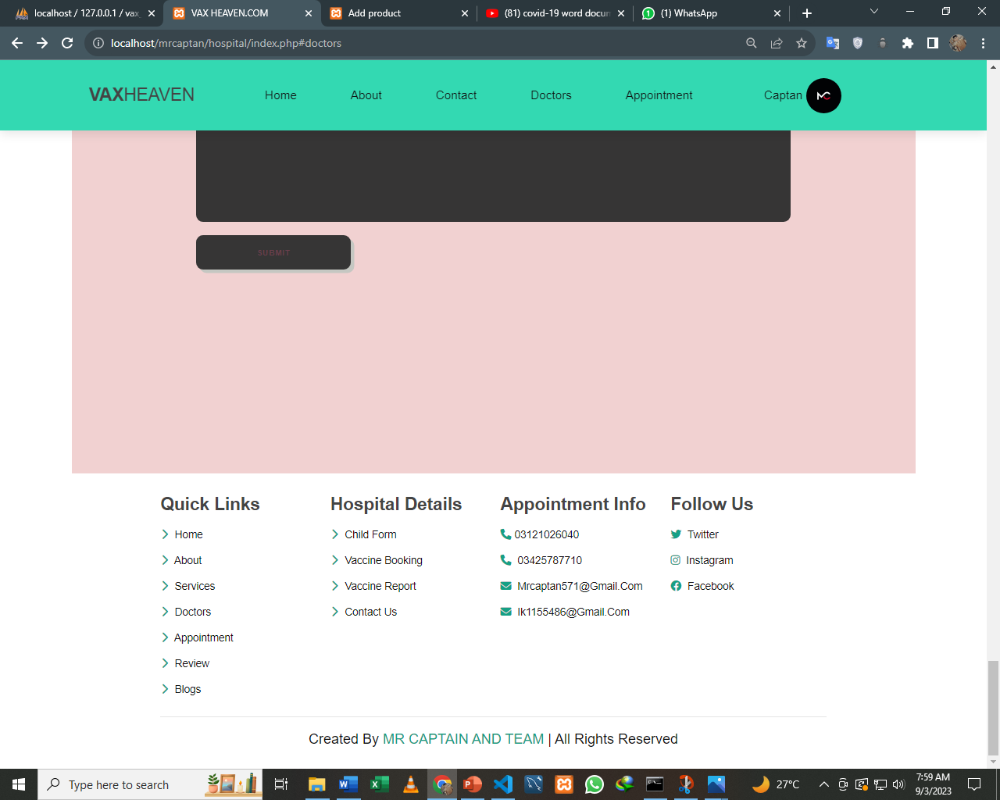 localhost / 127.0.0.1 / vax_
VAX HEAVEN.COM
Add product
(81) covid-19 word docum
(1) WhatsApp
localhost/mrcaptan/hospital/index.php#doctors
VAXHEAVEN
Home
About
Contact
Doctors
Appointment
Captan
MC
SUBMIT
Quick Links
Home
About
Services
Doctors
Appointment
Review
Blogs
Hospital Details
Child Form
Vaccine Booking
Vaccine Report
Contact Us
Appointment Info
03121026040
03425787710
Mrcaptan571@Gmail.Com
Ik1155486@Gmail.Com
Follow Us
Twitter
Instagram
Facebook
Created By MR CAPTAIN AND TEAM | All Rights Reserved
Type here to search
27°C
7:59 AM
9/3/2023